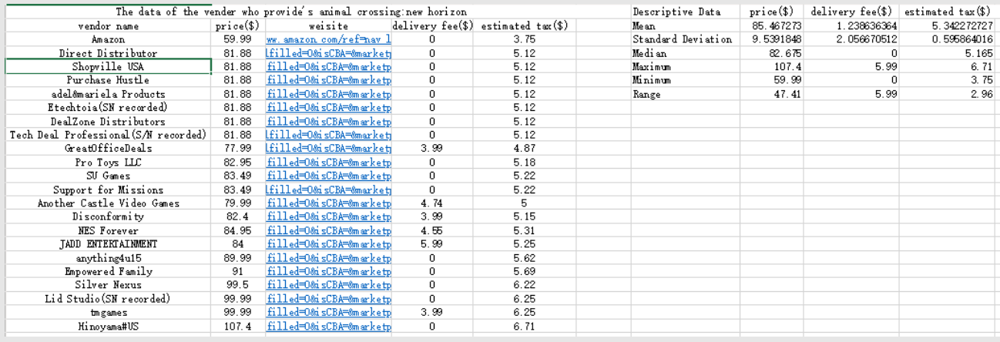 The data of the vender who provide's animal crossing:new horizon Descriptive Data price($) delivery fee($) estimated tax($)
vendor name price($) weisite delivery fee($) estimated tax($) Mean 85.467273 1.238636364 5.342272727
Amazon 59.99 ww.amazon.com/ref=nav_l 0 3.75 Standard Deviation 9.5391848 2.056670512 0.595864016
Direct Distributor 81.88 lfilled=0&isCBA=&market 0 5.12 Median 82.675 0 5.165
Shopville USA 81.88 filled=0&isCBA=&marketp 0 5.12 Maximum 107.4 5.99 6.71
Purchase Hustle 81.88 filled=0&isCBA=&marketp 0 5.12 Minimum 59.99 0 3.75
adel&mariela Products 81.88 filled=0&isCBA=&marketp 0 5.12 Range 47.41 5.99 2.96
Etechtoia(SN recorded) 81.88 filled=0&isCBA=&marketp 0 5.12
DealZone Distributors 81.88 filled=0&isCBA=&marketp 0 5.12
Tech Deal Professional(S/N recorded) 81.88 lfilled=0&isCBA=&market 0 5.12
GreatOfficeDeals 77.99 filled=0&isCBA=&marketp 3.99 4.87
Pro Toys LLC 82.95 filled=0&isCBA=&marketp 0 5.18
SU Games 83.49 filled=0&isCBA=&marketp 0 5.22
Support for Missions 83.49 lfilled=0&isCBA=&market 0 5.22
Another Castle Video Games 79.99 filled=0&isCBA=&marketp 4.74 5
Disconformity 82.4 filled=0&isCBA=&marketp 3.99 5.15
NES Forever 84.95 filled=0&isCBA=&marketp 4.55 5.31
JADD ENTERTAINMENT 84 filled=0&isCBA=&marketp 5.99 5.25
anything4u15 89.99 filled=0&isCBA=&marketp 0 5.62
Empowered Family 91 filled=0&isCBA=&marketp 0 5.69
Silver Nexus 99.5 filled=0&isCBA=&marketp 0 6.22
Lid Studio(SN recorded) 99.99 filled=0&isCBA=&marketp 0 6.25
tmgames 99.99 filled=0&isCBA=&marketp 3.99 6.25
Hinoyama#US 107.4 filled=0&isCBA=&marketp 0 6.71